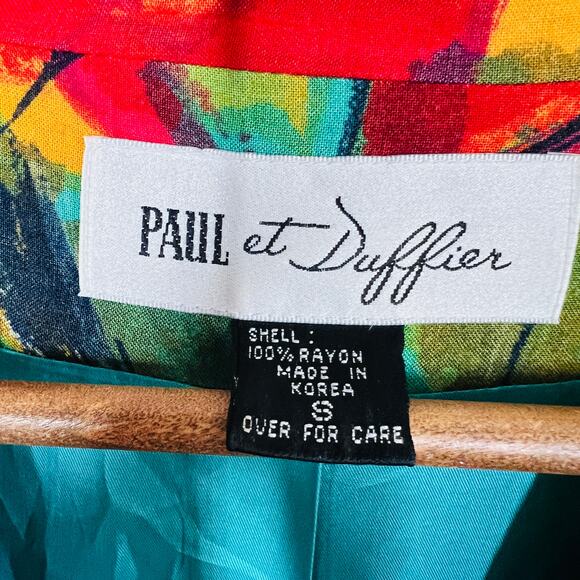 PAUL et Duffier
SHELL:
100% RAYON
MADE IN
KOREA
S
OVER FOR CARE